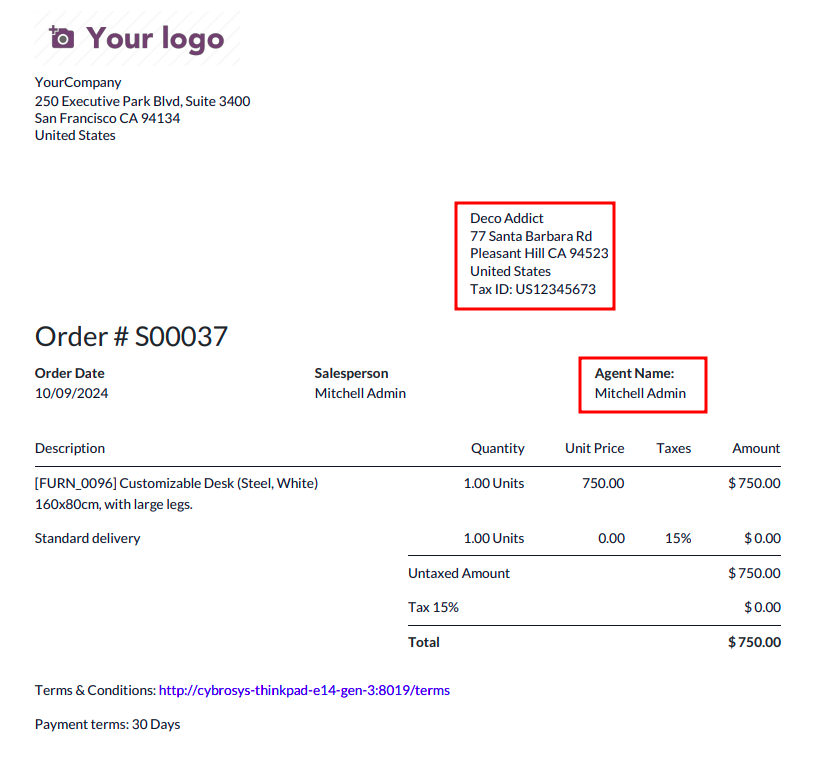 Your logo
YourCompany
250 Executive Park Blvd, Suite 3400
San Francisco CA 94134
United States
Deco Addict
77 Santa Barbara Rd
Pleasant Hill CA 94523
United States
Tax ID: US12345673
Order # S00037
Order Date Salesperson Agent Name:
10/09/2024 Mitchell Admin Mitchell Admin
Description Quantity Unit Price Taxes Amount
[FURN_0096] Customizable Desk (Steel, White) 1.00 Units 750.00 $ 750.00
160x80cm, with large legs.
Standard delivery 1.00 Units 0.00 15% $ 0.00
Untaxed Amount $ 750.00
Tax 15% $ 0.00
Total $ 750.00
Terms & Conditions: http://cybrosys-thinkpad-e14-gen-3:8019/terms
Payment terms: 30 Days